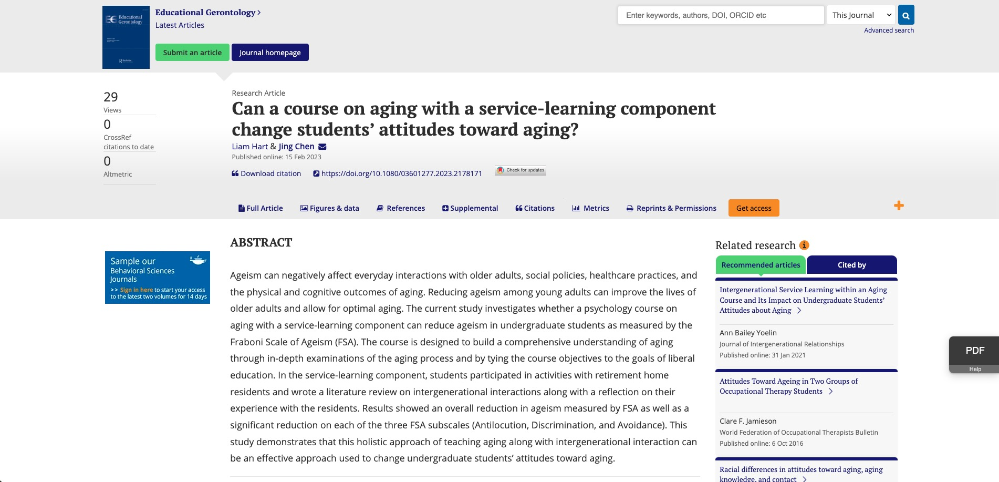 Educational Gerontology >
Latest Articles
Submit an article
Journal homepage
Educational
Gerontology
Routledge
Enter keywords, authors, DOI, ORCID etc
This Journal
Advanced search
29
Views
0
CrossRef
citations to date
0
Altmetric
Research Article
Can a course on aging with a service-learning component
change students’ attitudes toward aging?
Liam Hart & Jing Chen
Published online: 15 Feb 2023
Download citation
https://doi.org/10.1080/03601277.2023.2178171
Check for updates
Full Article
Figures & data
References
Supplemental
Citations
Metrics
Reprints & Permissions
Get access
Sample our
Behavioral Sciences
Journals
>> Sign in here to start your access
to the latest two volumes for 14 days
ABSTRACT
Ageism can negatively affect everyday interactions with older adults, social policies, healthcare practices, and
the physical and cognitive outcomes of aging. Reducing ageism among young adults can improve the lives of
older adults and allow for optimal aging. The current study investigates whether a psychology course on
aging with a service-learning component can reduce ageism in undergraduate students as measured by the
Fraboni Scale of Ageism (FSA). The course is designed to build a comprehensive understanding of aging
through in-depth examinations of the aging process and by tying the course objectives to the goals of liberal
education. In the service-learning component, students participated in activities with retirement home
residents and wrote a literature review on intergenerational interactions along with a reflection on their
experience with the residents. Results showed an overall reduction in ageism measured by FSA as well as a
significant reduction on each of the three FSA subscales (Antilocution, Discrimination, and Avoidance). This
study demonstrates that this holistic approach of teaching aging along with intergenerational interaction can
be an effective approach used to change undergraduate students’ attitudes toward aging.
Related research
Recommended articles
Cited by
Intergenerational Service Learning within an Aging
Course and Its Impact on Undergraduate Students’
Attitudes about Aging >
Ann Bailey Yoelin
Journal of Intergenerational Relationships
Published online: 31 Jan 2021
Attitudes Toward Ageing in Two Groups of
Occupational Therapy Students >
Clare F. Jamieson
World Federation of Occupational Therapists Bulletin
Published online: 6 Oct 2016
Racial differences in attitudes toward aging, aging
knowledge, and contact >
PDF
Help